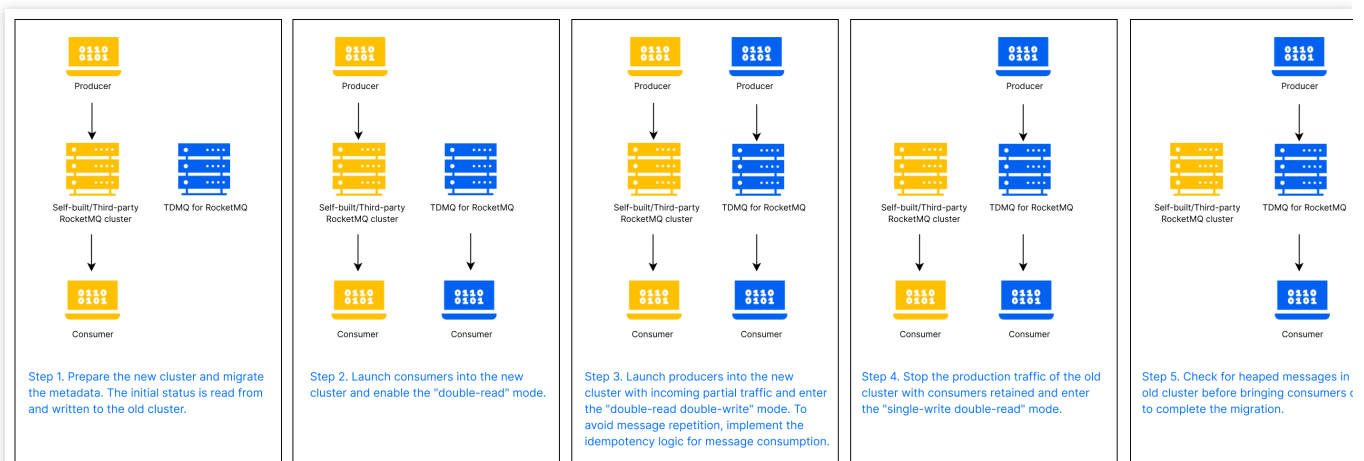 0110
0101
Producer
Self-built/Third-party
RocketMQ cluster
TDMQ for RocketMQ
0110
0101
Consumer
Step 1. Prepare the new cluster and migrate
the metadata. The initial status is read from
and written to the old cluster.
0110
0101
Producer
Self-built/Third-party
RocketMQ cluster
TDMQ for RocketMQ
0110
0101
Consumer
0110
0101
Consumer
Step 2. Launch consumers into the new
cluster and enable the "double-read" mode.
0110
0101
Producer
0110
0101
Producer
Self-built/Third-party
RocketMQ cluster
TDMQ for RocketMQ
0110
0101
Consumer
0110
0101
Consumer
Step 3. Launch producers into the new
cluster with incoming partial traffic and enter
the "double-read double-write" mode. To
avoid message repetition, implement the
idempotency logic for message consumption.
0110
0101
Producer
Self-built/Third-party
RocketMQ cluster
TDMQ for RocketMQ
0110
0101
Consumer
0110
0101
Consumer
Step 4. Stop the production traffic of the old
cluster with consumers retained and enter
the "single-write double-read" mode.
0110
0101
Producer
Self-built/Third-party
RocketMQ cluster
TDMQ for RocketMQ
0110
0101
Consumer
Step 5. Check for heaped messages in
old cluster before bringing consumers
to complete the migration.